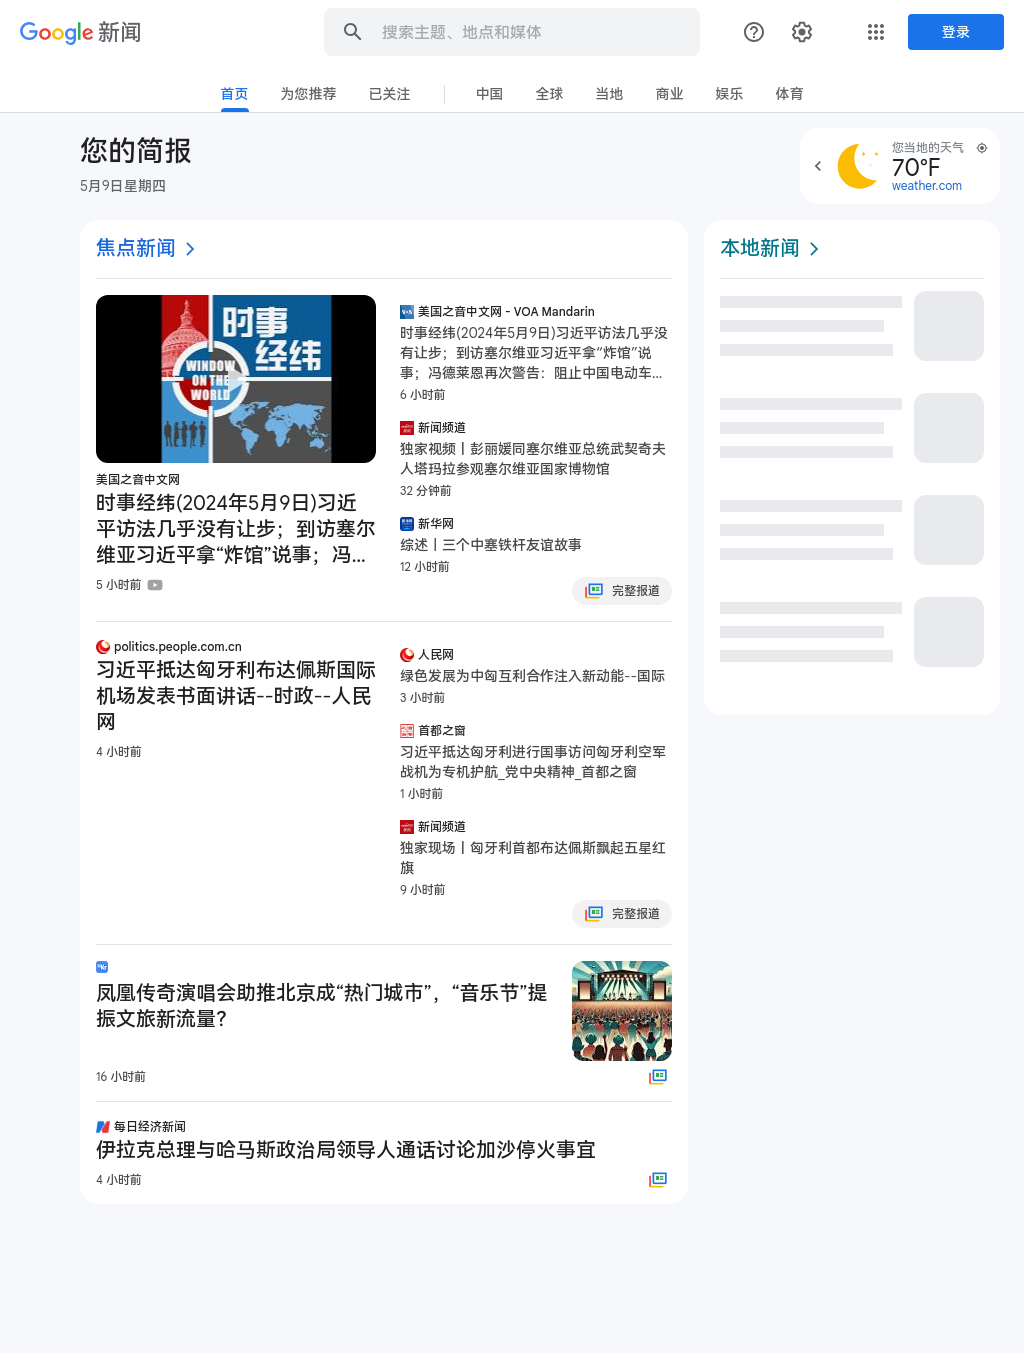 Google 新闻
搜索主题、地点和媒体
登录
首页
为您推荐
已关注
中国
全球
当地
商业
娱乐
体育
您的简报
5月9日星期四
您当地的天气
70°F
weather.com
焦点新闻
时事
经纬
WINDOW
ON THE
WORLD
美国之音中文网
时事经纬(2024年5月9日)习近
平访法几乎没有让步；到访塞尔
维亚习近平拿“炸馆”说事；冯...
5 小时前
VOA
美国之音中文网 - VOA Mandarin
时事经纬(2024年5月9日)习近平访法几乎没
有让步；到访塞尔维亚习近平拿“炸馆”说
事；冯德莱恩再次警告：阻止中国电动车...
6 小时前
新闻频道
独家视频丨彭丽媛同塞尔维亚总统武契奇夫
人塔玛拉参观塞尔维亚国家博物馆
32 分钟前
新华网
综述丨三个中塞铁杆友谊故事
12 小时前
完整报道
politics.people.com.cn
习近平抵达匈牙利布达佩斯国际
机场发表书面讲话--时政--人民
网
4 小时前
人民网
绿色发展为中匈互利合作注入新动能--国际
3 小时前
首都之窗
习近平抵达匈牙利进行国事访问匈牙利空军
战机为专机护航_党中央精神_首都之窗
1 小时前
新闻频道
独家现场丨匈牙利首都布达佩斯飘起五星红
旗
9 小时前
完整报道
36Kr
凤凰传奇演唱会助推北京成“热门城市”，“音乐节”提
振文旅新流量？
16 小时前
每日经济新闻
伊拉克总理与哈马斯政治局领导人通话讨论加沙停火事宜
4 小时前
本地新闻